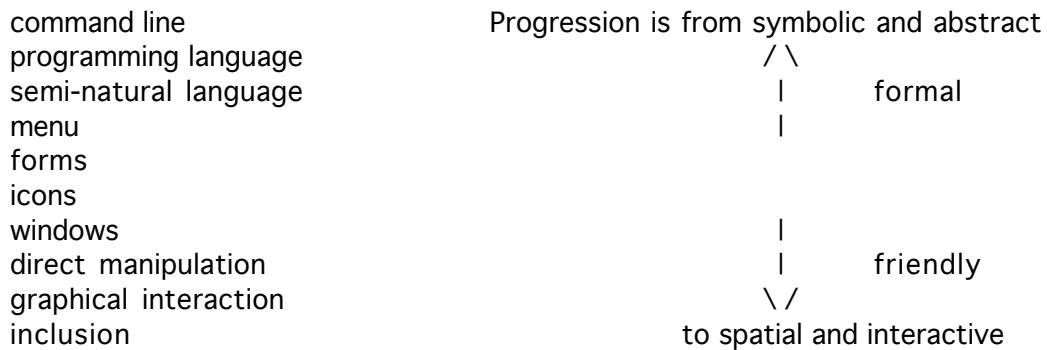 command line Progression is from symbolic and abstract
programming language /\
semi-natural language | formal
menu |
forms
icons
windows |
direct manipulation | friendly
graphical interaction \/
inclusion to spatial and interactive